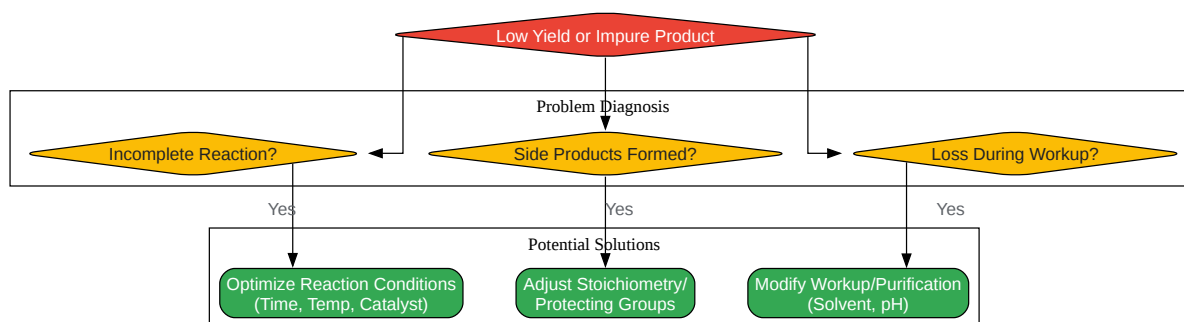 Low Yield or Impure Product
Problem Diagnosis
Incomplete Reaction?
Side Products Formed?
Loss During Workup?
Yes
Yes
Yes
Potential Solutions
Optimize Reaction Conditions
(Time, Temp, Catalyst)
Adjust Stoichiometry/
Protecting Groups
Modify Workup/Purification
(Solvent, pH)